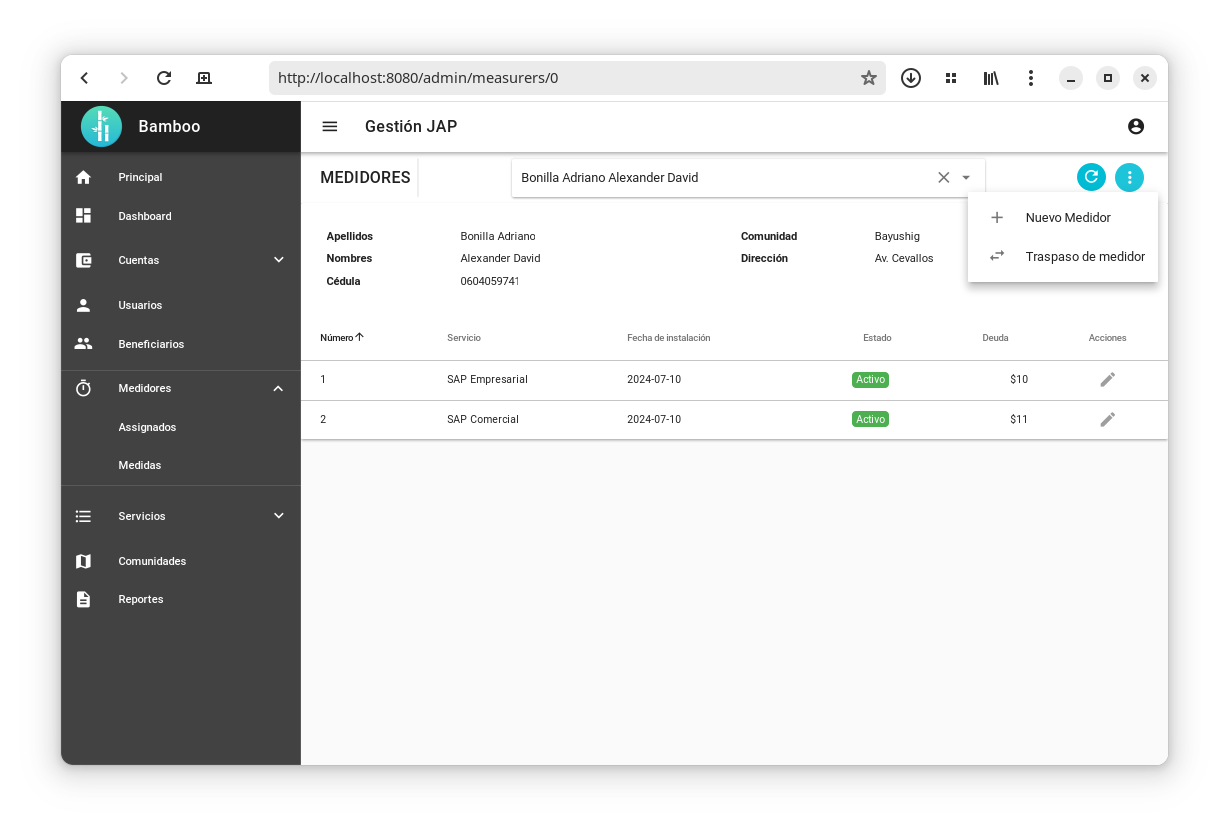 http://localhost:8080/admin/measurers/0
Bamboo
Gestión JAP
Principal
Dashboard
Cuentas
Usuarios
Beneficiarios
Medidores
Asignados
Medidas
Servicios
Comunidades
Reportes
MEDIDORES
Bonilla Adriano Alexander David
Nuevo Medidor
Traspaso de medidor
Apellidos Bonilla Adriano Comunidad Bayushig
Nombres Alexander David Dirección Av. Cevallos
Cédula 0604059741
Número Servicio Fecha de instalación Estado Deuda Acciones
1 SAP Empresarial 2024-07-10 Activo $10
2 SAP Comercial 2024-07-10 Activo $11